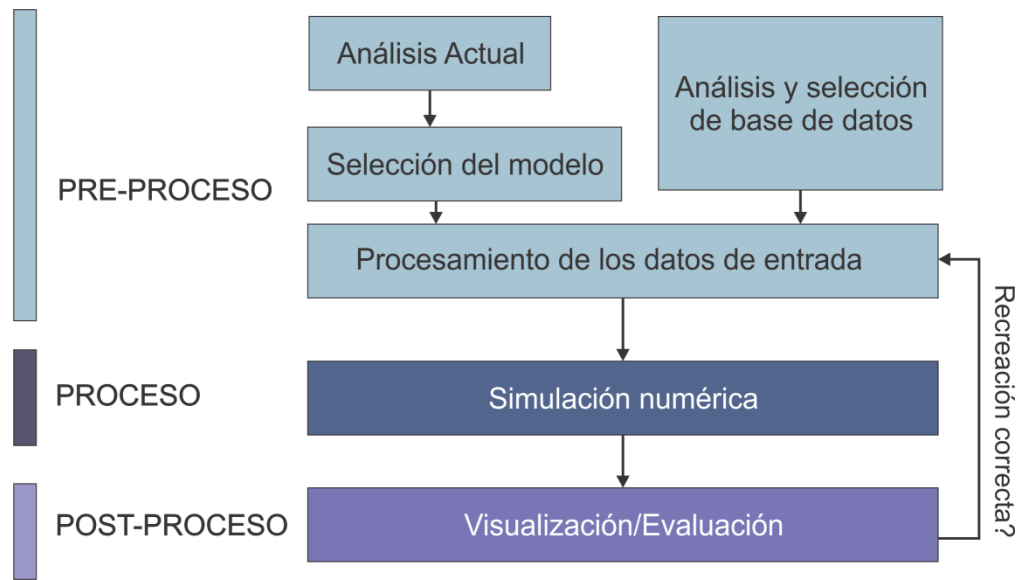 Análisis Actual
Análisis y selección
de base de datos
Selección del modelo
PRE-PROCESO
Procesamiento de los datos de entrada
Recreación correcta?
PROCESO
Simulación numérica
POST-PROCESO
Visualización/Evaluación